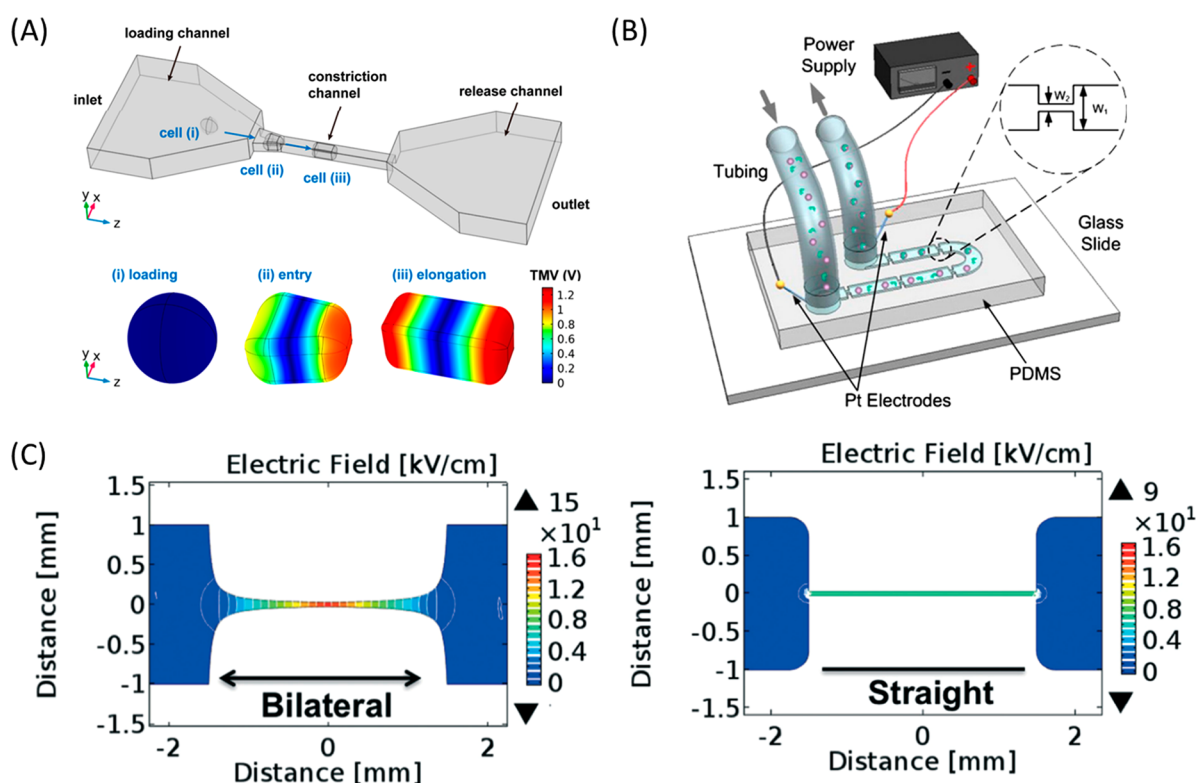 (A)
loading channel
constriction
channel
release channel
inlet
cell (i)
cell (ii)
cell (iii)
outlet
y x
z
(i) loading
(ii) entry
(iii) elongation
TMV (V)
1.2
1
0.8
0.6
0.4
0.2
0
y x
z
(B)
Power
Supply
W₂
W₁
Tubing
Glass
Slide
PDMS
Pt Electrodes
(C)
Electric Field [kV/cm]
Distance [mm]
1.5
1
0.5
0
-0.5
-1
-1.5
-2
0
2
Distance [mm]
Bilateral
15
×10¹
1.6
1.2
0.8
0.4
0
Electric Field [kV/cm]
Distance [mm]
1.5
1
0.5
0
-0.5
-1
-1.5
-2
0
2
Distance [mm]
Straight
9
×10¹
1.6
1.2
0.8
0.4
0